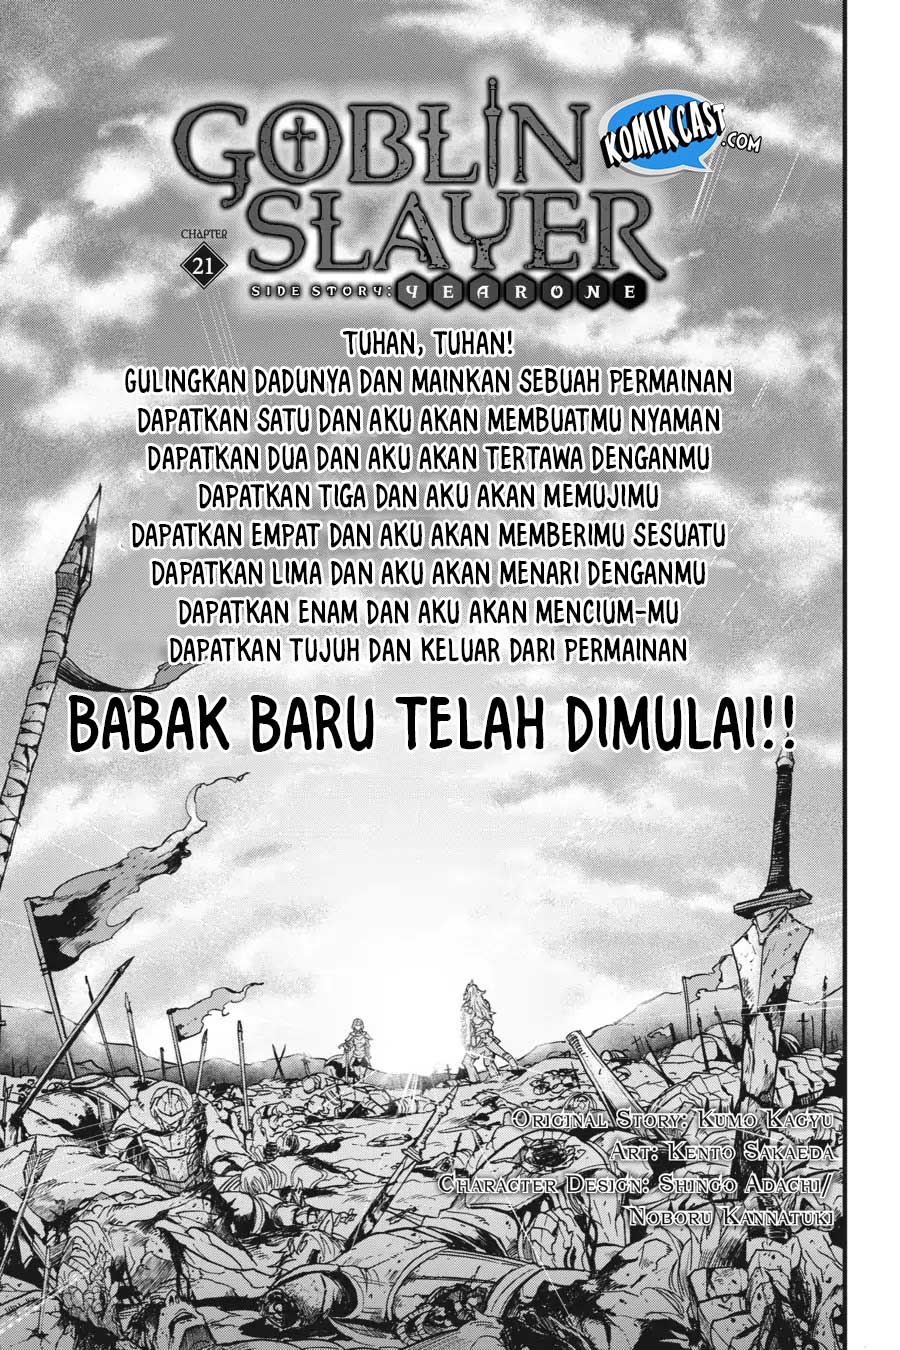 GOBLIN
SLAYER
KOMIKCAST
.COM
CHAPTER
21
SIDE STORY: YEAR ONE
TUHAN, TUHAN!
GULINGKAN DADUNYA DAN MAINKAN SEBUAH PERMAINAN
DAPATKAN SATU DAN AKU AKAN MEMBUATMU NYAMAN
DAPATKAN DUA DAN AKU AKAN TERTAWA DENGANMU
DAPATKAN TIGA DAN AKU AKAN MEMUJIMU
DAPATKAN EMPAT DAN AKU AKAN MEMBERIMU SESUATU
DAPATKAN LIMA DAN AKU AKAN MENARI DENGANMU
DAPATKAN ENAM DAN AKU AKAN MENCIUM-MU
DAPATKAN TUJUH DAN KELUAR DARI PERMAINAN
BABAK BARU TELAH DIMULAI!!
ORIGINAL STORY: KUMO KAGYU
ART: KENTO SAKAEDA
CHARACTER DESIGN: SHINGO ADACHI/
NOBORU KANNATUKI